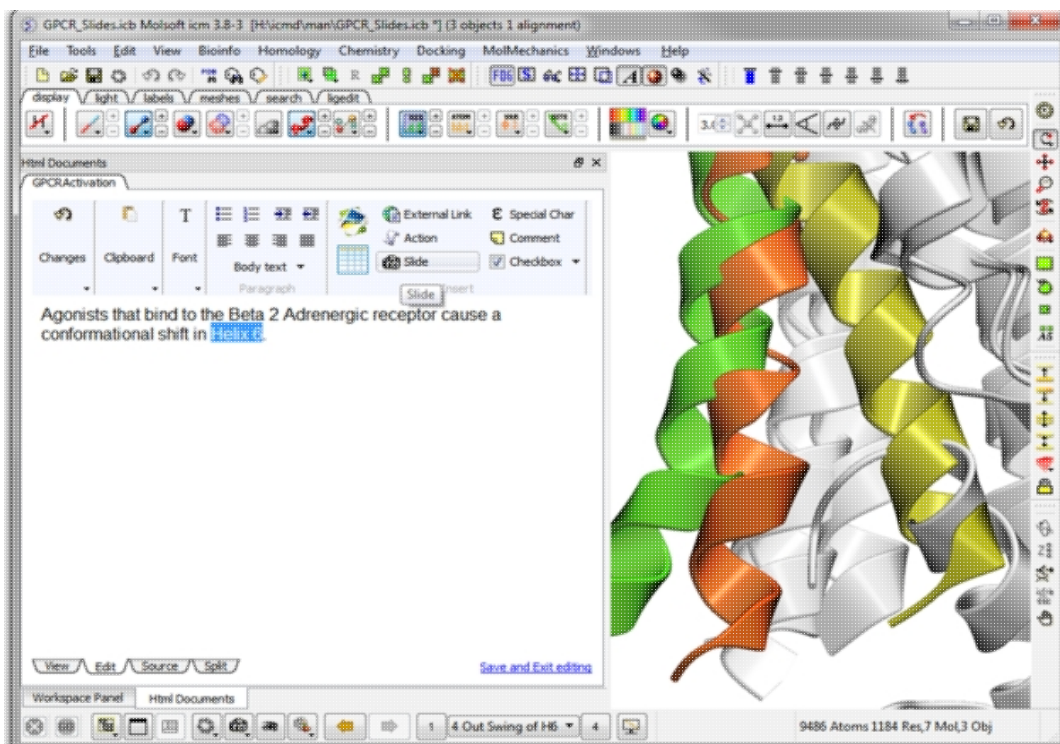 GPCR_Slides.icb Molsoft icm 3.8-3 [H:\icmd\man\GPCR_Slides.icb *] (3 objects 1 alignment)
File Tools Edit View Bioinfo Homology Chemistry Docking MolMechanics Windows Help
display light labels meshes search ligedit
Html Documents
GPCRActivation
External Link Special Char
Action Comment
Changes Clipboard Font Slide Checkbox
Body text
Paragraph Slide Insert
Agonists that bind to the Beta 2 Adrenergic receptor cause a
conformational shift in Helix 6.
View Edit Source Split Save and Exit editing
Workspace Panel Html Documents
1 4 Out Swing of H6 4 9486 Atoms 1184 Res,7 Mol,3 Obj